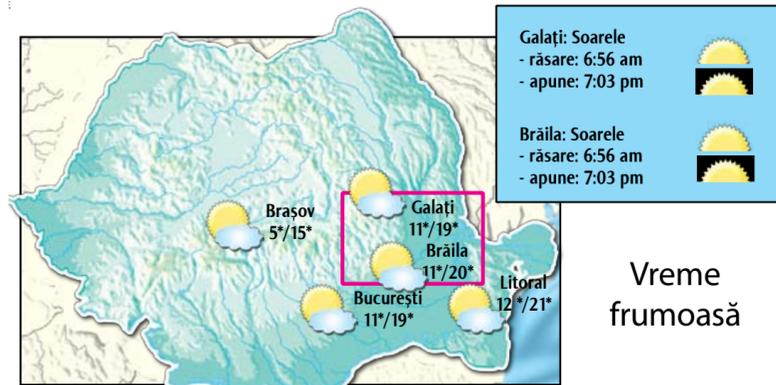 Galați: Soarele
- răsare: 6:56 am
- apune: 7:03 pm
Brăila: Soarele
- răsare: 6:56 am
- apune: 7:03 pm
Brașov
5*/15*
Galați
11*/19*
Brăila
11*/20*
București
11*/19*
Litoral
12 */21*
Vreme
frumoasă